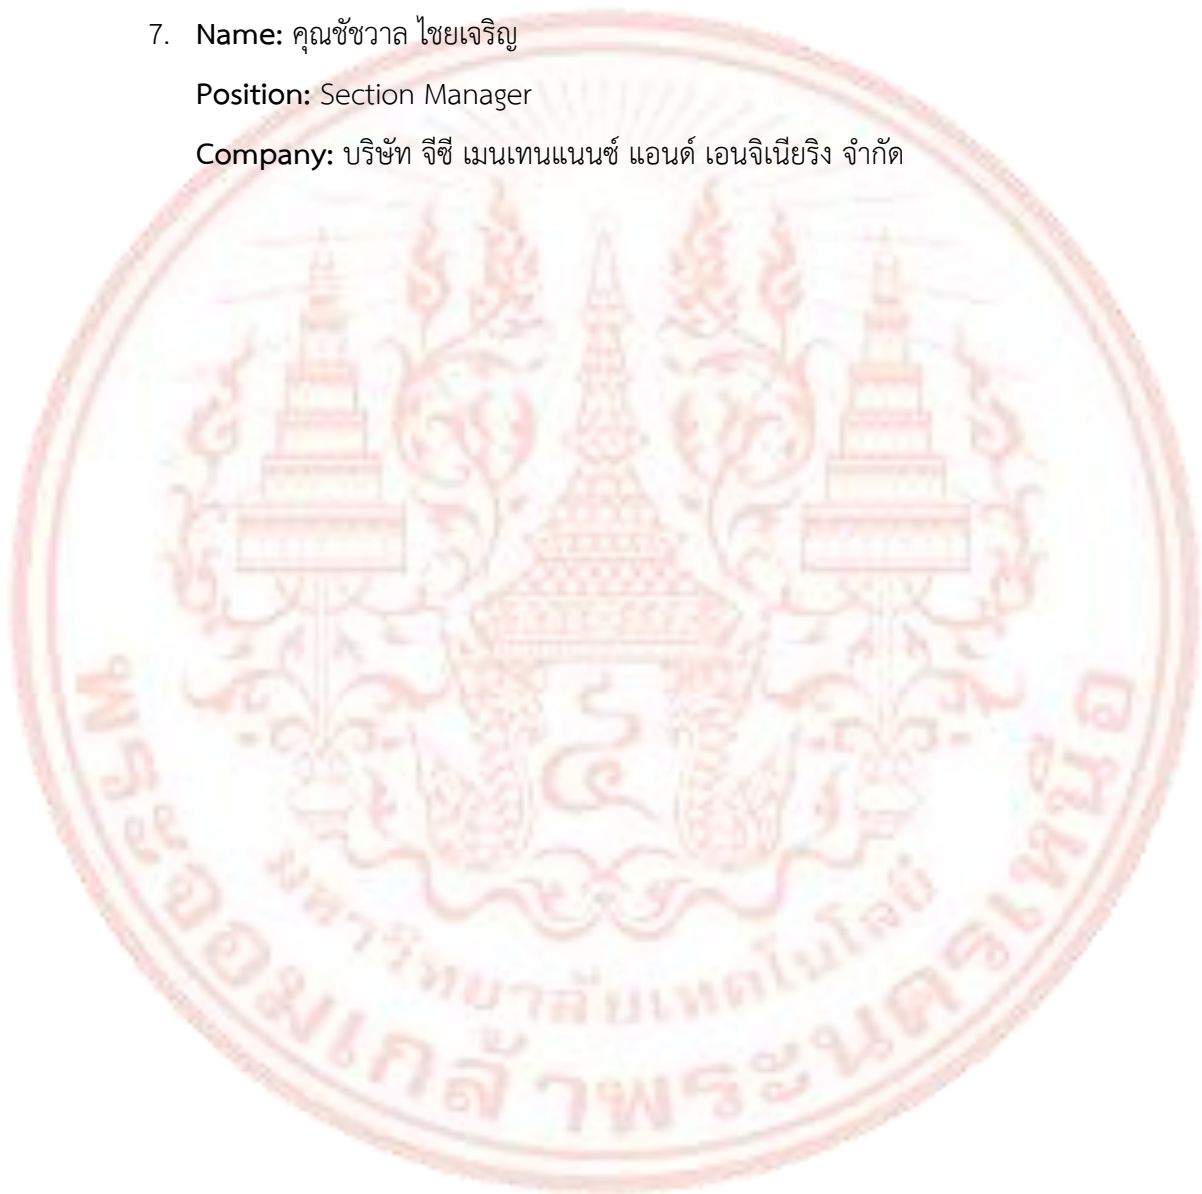 7. Name: คุณชัชวาล ไชยเจริญ
Position: Section Manager
Company: บริษัท จีซี เมนเทนแนนซ์ แอนด์ เอนจิเนียริง จำกัด
มหาวิทยาลัยเทคโนโลยี
พระจอมเกล้าพระนครเหนือ